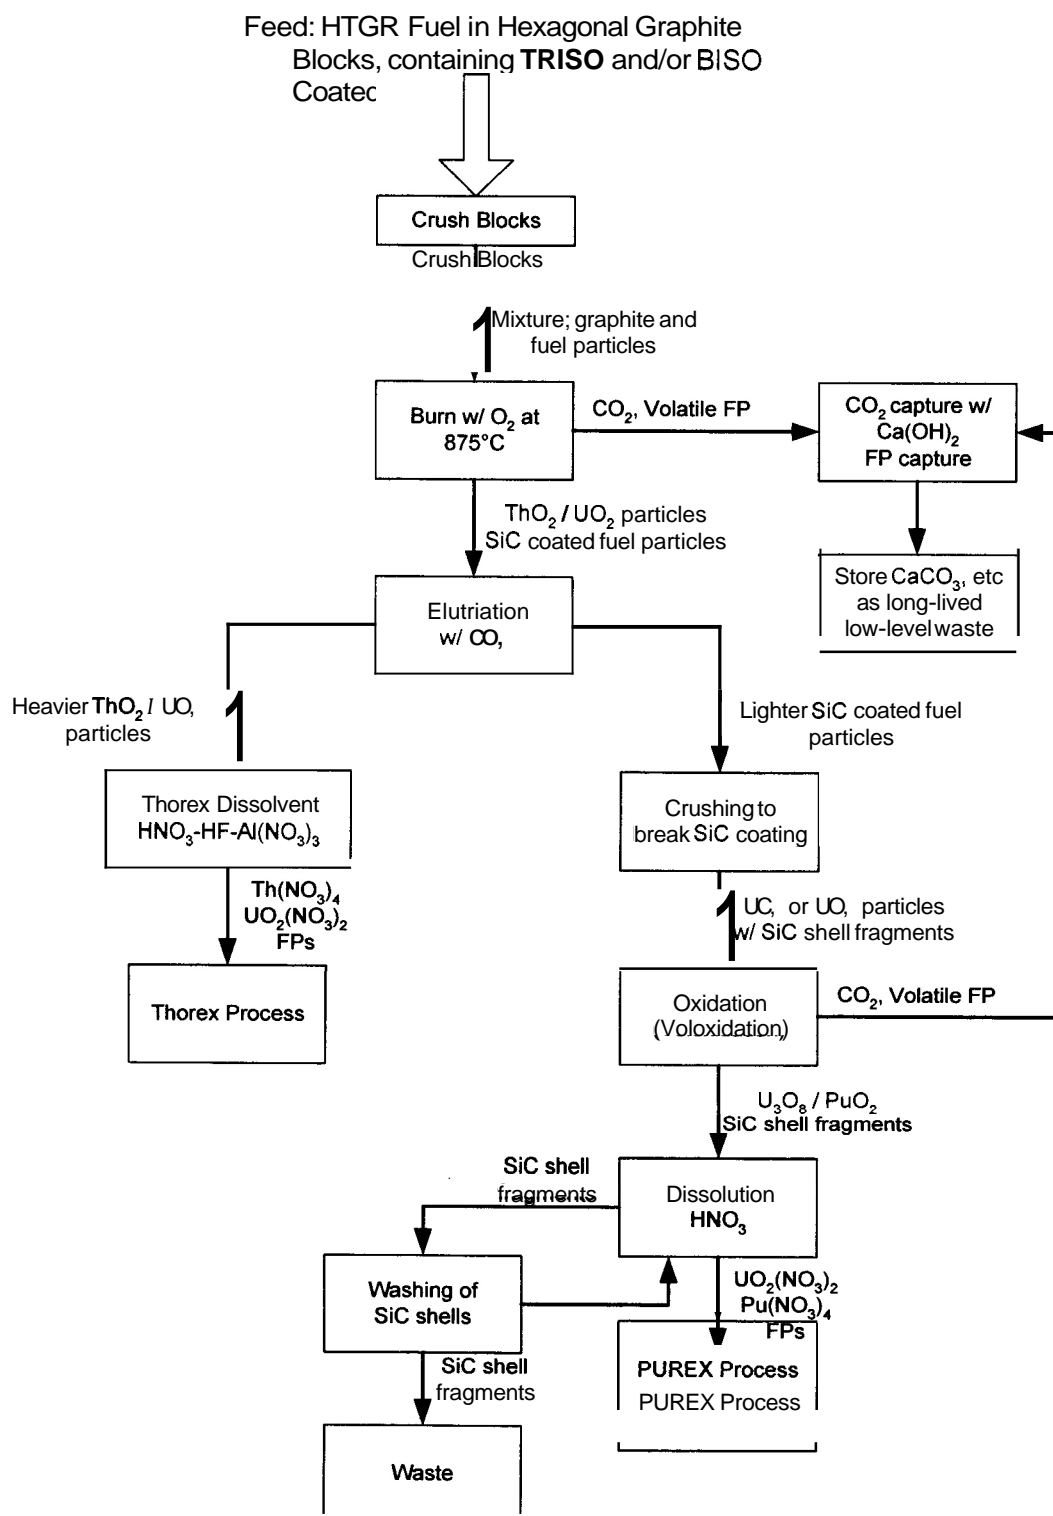 Feed: HTGR Fuel in Hexagonal Graphite
Blocks, containing TRISO and/or BISO
Coated
Crush Blocks
Crush Blocks
Mixture; graphite and
fuel particles
Burn w/ O₂ at
875°C
CO₂, Volatile FP
CO₂ capture w/
Ca(OH)₂
FP capture
ThO₂ / UO₂ particles
SiC coated fuel particles
Store CaCO₃, etc
as long-lived
low-level waste
Elutriation
w/ CO,
Heavier ThO₂ / UO,
particles
Lighter SiC coated fuel
particles
Thorex Dissolvent
HNO₃-HF-Al(NO₃)₃
Crushing to
break SiC coating
Th(NO₃)₄
UO₂(NO₃)₂
FPs
UC, or UO, particles
w/ SiC shell fragments
Thorex Process
Oxidation
(Voloxidation)
CO₂, Volatile FP
U₃O₈ / PuO₂
SiC shell fragments
SiC shell
fragments
Dissolution
HNO₃
Washing of
SiC shells
UO₂(NO₃)₂
Pu(NO₃)₄
FPs
SiC shell
fragments
PUREX Process
PUREX Process
Waste